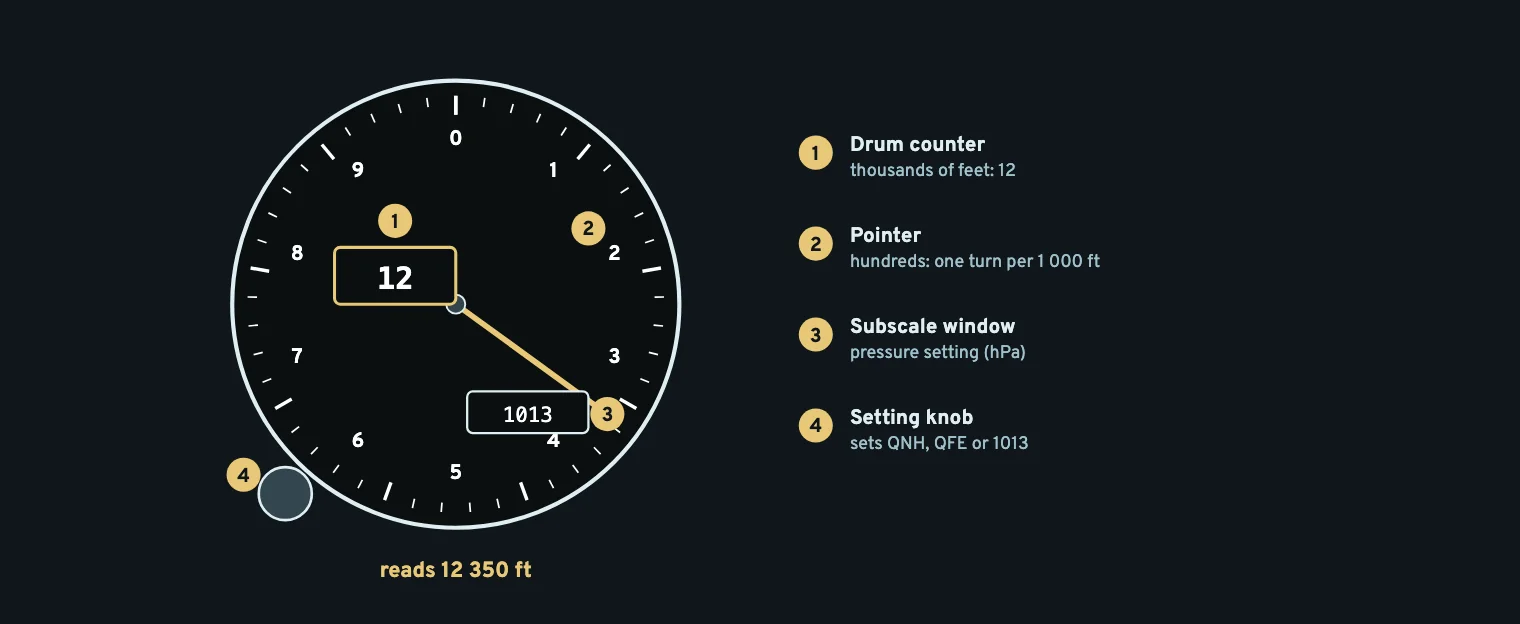 0
9
1
1
2
8
2
12
7
3
1013
3
6
4
5
4
reads 12 350 ft
1
Drum counter
thousands of feet: 12
2
Pointer
hundreds: one turn per 1 000 ft
3
Subscale window
pressure setting (hPa)
4
Setting knob
sets QNH, QFE or 1013